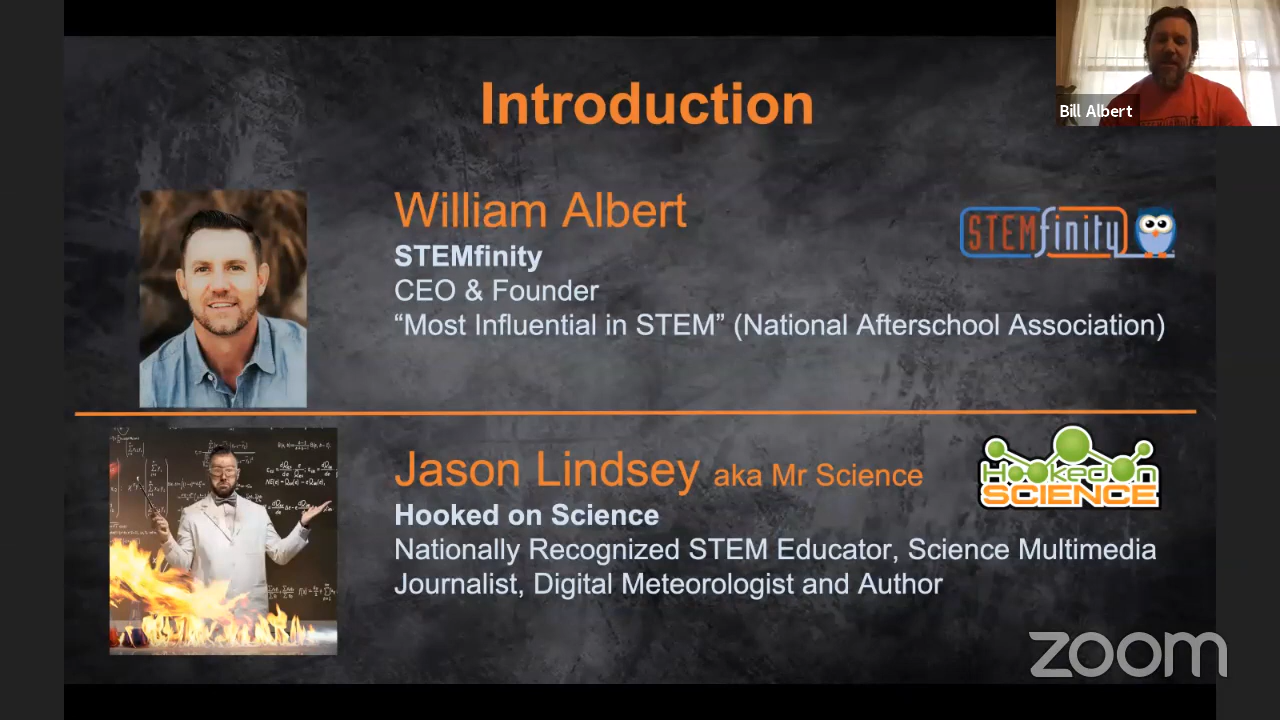 Introduction
Bill Albert
William Albert
STEMfinity
STEMfinity
CEO & Founder
“Most Influential in STEM” (National Afterschool Association)
Jason Lindsey aka Mr Science
Hooked on SCIENCE
Hooked on Science
Nationally Recognized STEM Educator, Science Multimedia
Journalist, Digital Meteorologist and Author
zoom